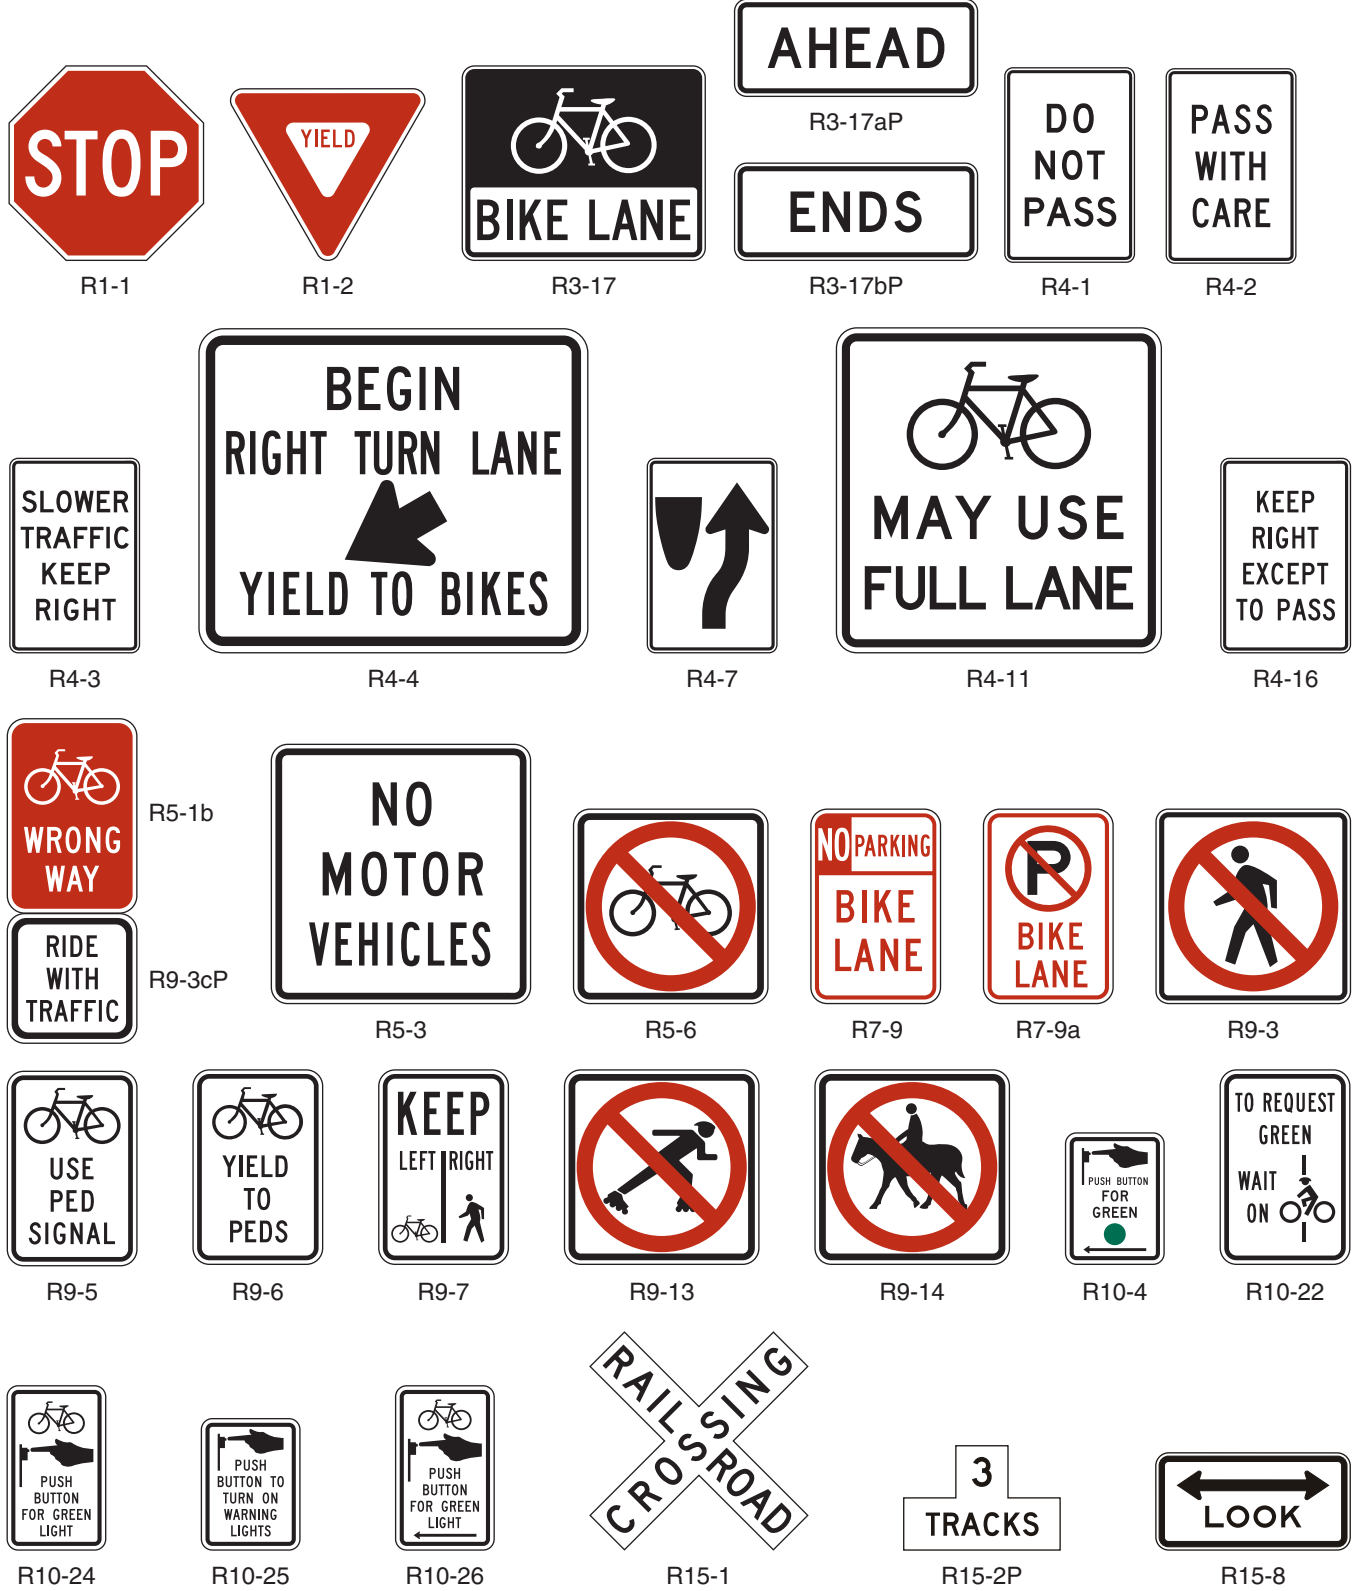 STOP
R1-1
YIELD
R1-2
BIKE LANE
R3-17
AHEAD
R3-17aP
ENDS
R3-17bP
DO
NOT
PASS
R4-1
PASS
WITH
CARE
R4-2
SLOWER
TRAFFIC
KEEP
RIGHT
R4-3
BEGIN
RIGHT TURN LANE
YIELD TO BIKES
R4-4
R4-7
MAY USE
FULL LANE
R4-11
KEEP
RIGHT
EXCEPT
TO PASS
R4-16
WRONG
WAY
R5-1b
RIDE
WITH
TRAFFIC
R9-3cP
NO
MOTOR
VEHICLES
R5-3
R5-6
NO PARKING
BIKE
LANE
R7-9
P
BIKE
LANE
R7-9a
R9-3
USE
PED
SIGNAL
R9-5
YIELD
TO
PEDS
R9-6
KEEP
LEFT RIGHT
R9-7
R9-13
R9-14
PUSH BUTTON
FOR
GREEN
R10-4
TO REQUEST
GREEN
WAIT
ON
R10-22
PUSH
BUTTON
FOR GREEN
LIGHT
R10-24
PUSH
BUTTON TO
TURN ON
WARNING
LIGHTS
R10-25
PUSH
BUTTON
FOR GREEN
LIGHT
R10-26
RAILROAD
CROSSING
R15-1
3
TRACKS
R15-2P
LOOK
R15-8